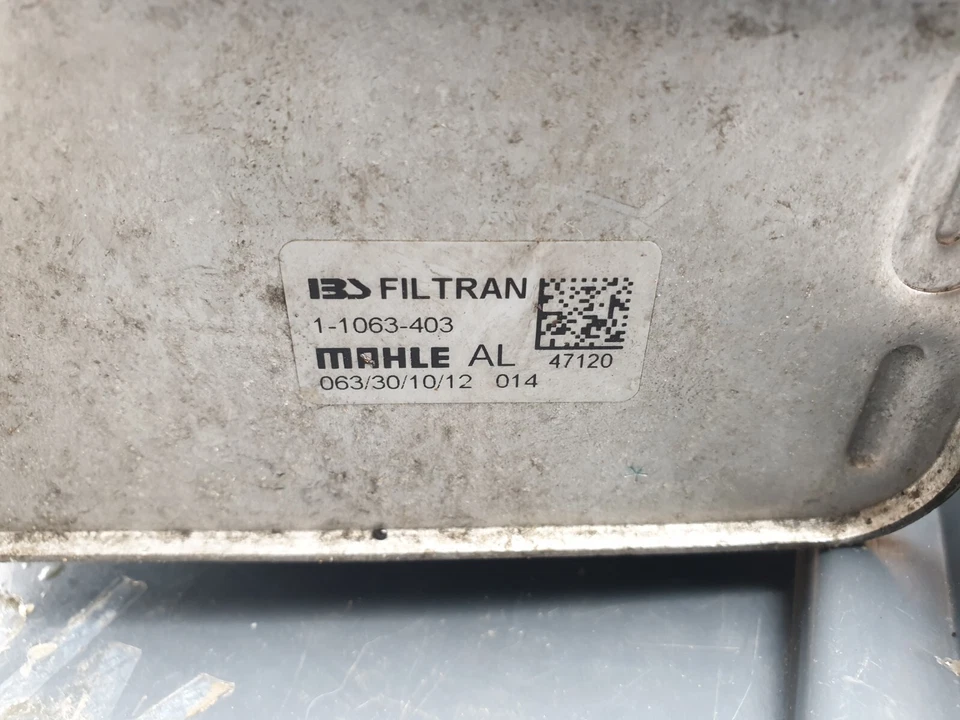 IBS FILTRAN
1-1063-403
MAHLE AL
47120
063/30/10/12 014